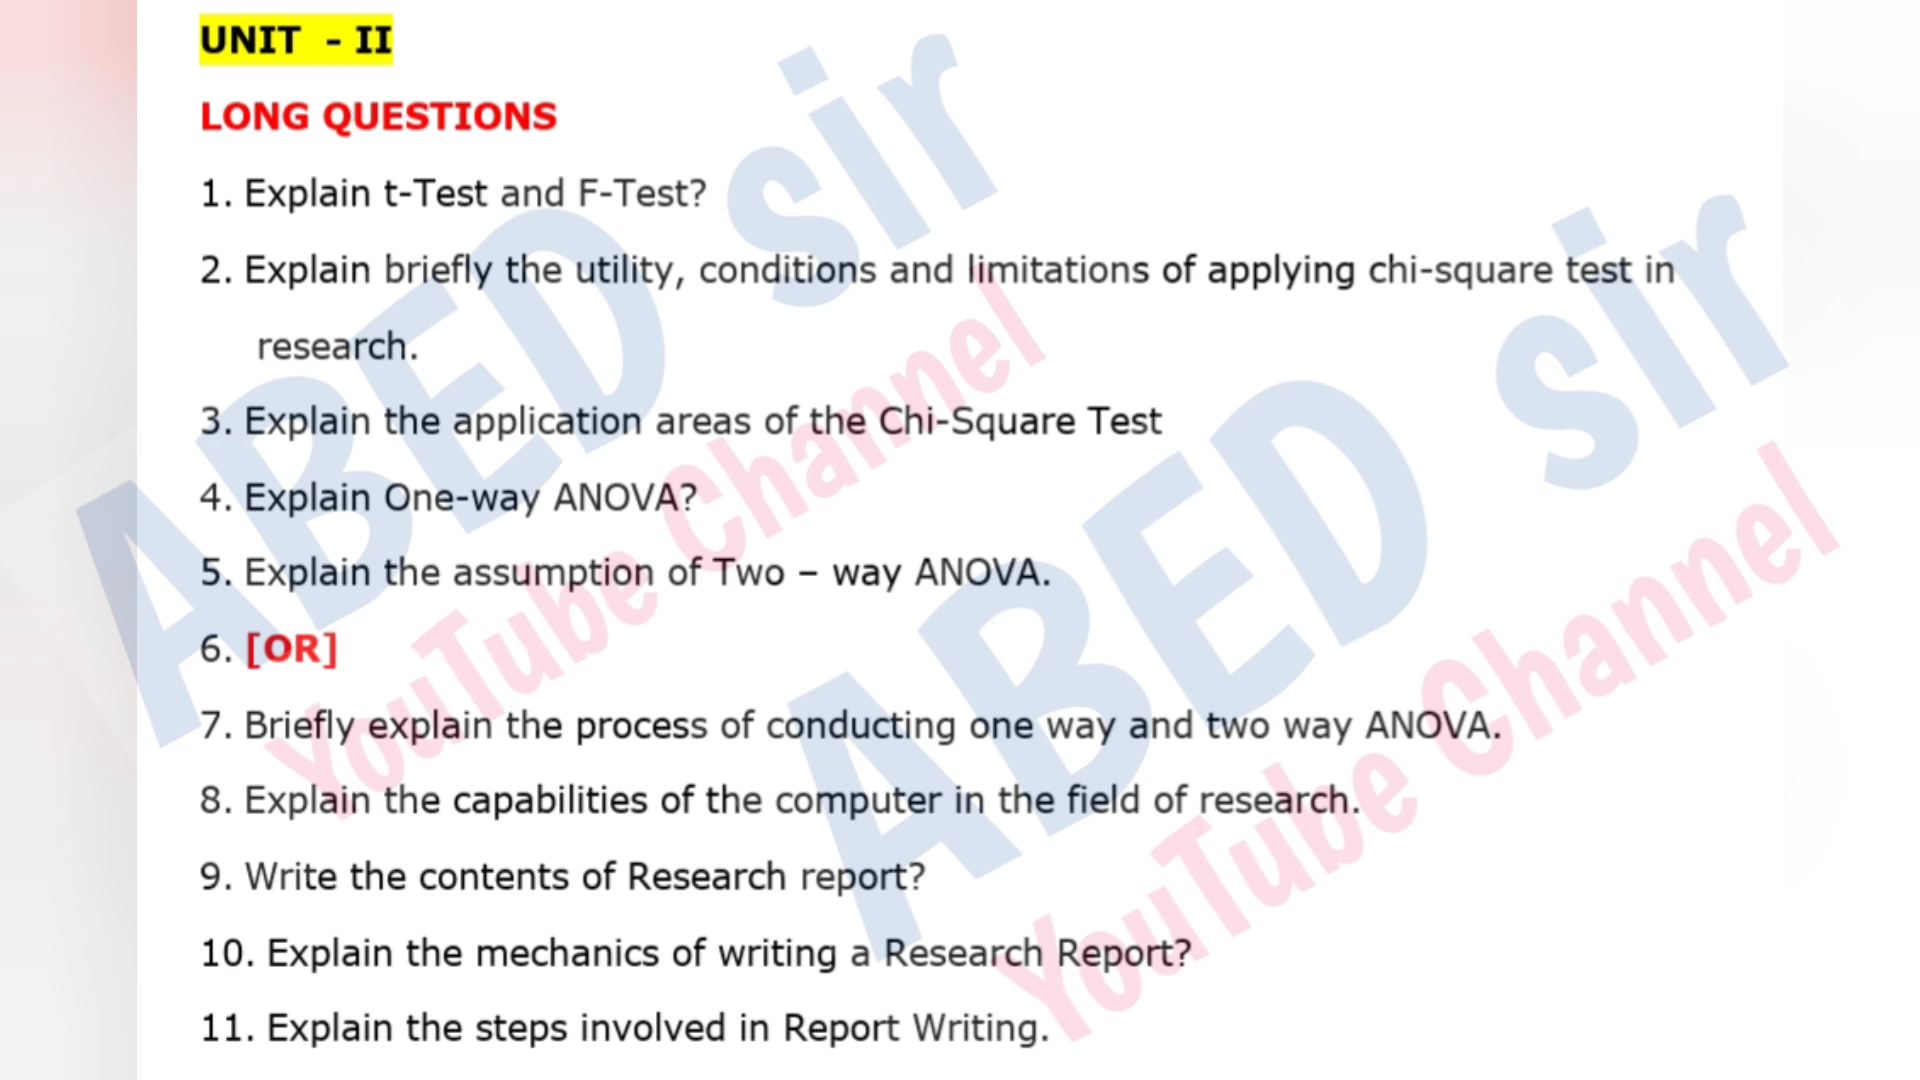 UNIT - II
LONG QUESTIONS
1. Explain t-Test and F-Test?
2. Explain briefly the utility, conditions and limitations of applying chi-square test in
research.
3. Explain the application areas of the Chi-Square Test
4. Explain One-way ANOVA?
5. Explain the assumption of Two – way ANOVA.
6. [OR]
7. Briefly explain the process of conducting one way and two way ANOVA.
8. Explain the capabilities of the computer in the field of research.
9. Write the contents of Research report?
10. Explain the mechanics of writing a Research Report?
11. Explain the steps involved in Report Writing.
ABED sir
YouTube Channel
ABED sir
YouTube Channel